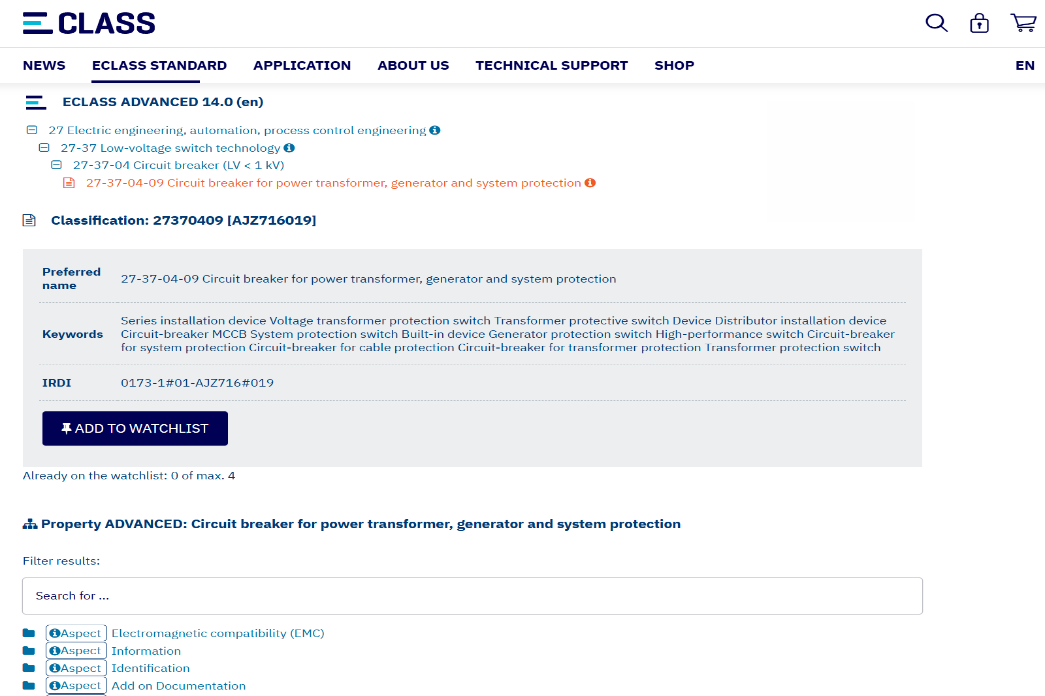 ECLASS
NEWS ECLASS STANDARD APPLICATION ABOUT US TECHNICAL SUPPORT SHOP EN
ECLASS ADVANCED 14.0 (en)
27 Electric engineering, automation, process control engineering
27-37 Low-voltage switch technology
27-37-04 Circuit breaker (LV < 1 kV)
27-37-04-09 Circuit breaker for power transformer, generator and system protection
Classification: 27370409 [AJZ716019]
Preferred name 27-37-04-09 Circuit breaker for power transformer, generator and system protection
Keywords Series installation device Voltage transformer protection switch Transformer protective switch Device Distributor installation device
Circuit-breaker MCCB System protection switch Built-in device Generator protection switch High-performance switch Circuit-breaker
for system protection Circuit-breaker for cable protection Circuit-breaker for transformer protection Transformer protection switch
IRDI 0173-1#01-AJZ716#019
ADD TO WATCHLIST
Already on the watchlist: 0 of max. 4
Property ADVANCED: Circuit breaker for power transformer, generator and system protection
Filter results:
Search for ...
Aspect Electromagnetic compatibility (EMC)
Aspect Information
Aspect Identification
Aspect Add on Documentation